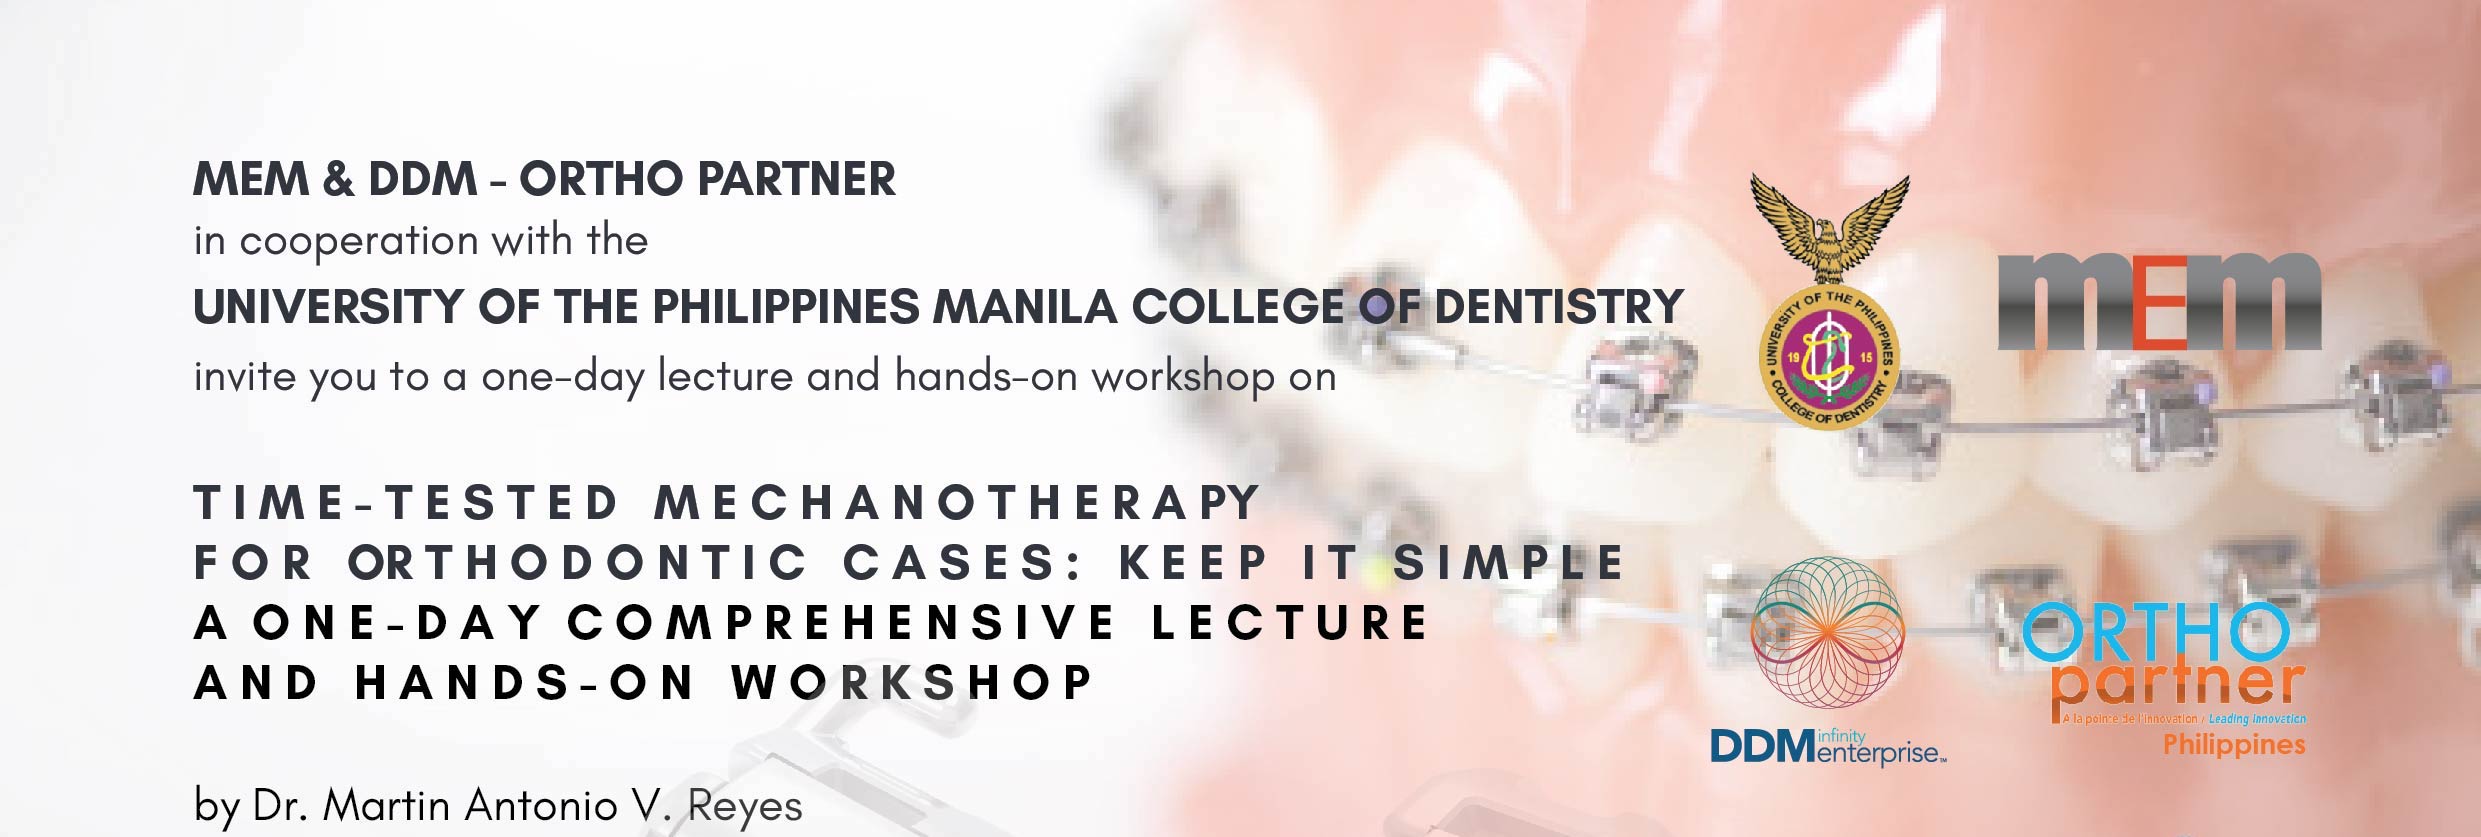 MEM & DDM - ORTHO PARTNER
in cooperation with the
UNIVERSITY OF THE PHILIPPINES MANILA COLLEGE OF DENTISTRY
invite you to a one-day lecture and hands-on workshop on
TIME-TESTED MECHANOTHERAPY
FOR ORTHODONTIC CASES: KEEP IT SIMPLE
A ONE-DAY COMPREHENSIVE LECTURE
AND HANDS-ON WORKSHOP
by Dr. Martin Antonio V. Reyes
UNIVERSITY OF THE PHILIPPINES
19 15
COLLEGE OF DENTISTRY
mEm
DDM infinity enterprise™
ORTHO
partner
A la pointe de l'innovation / Leading Innovation
Philippines